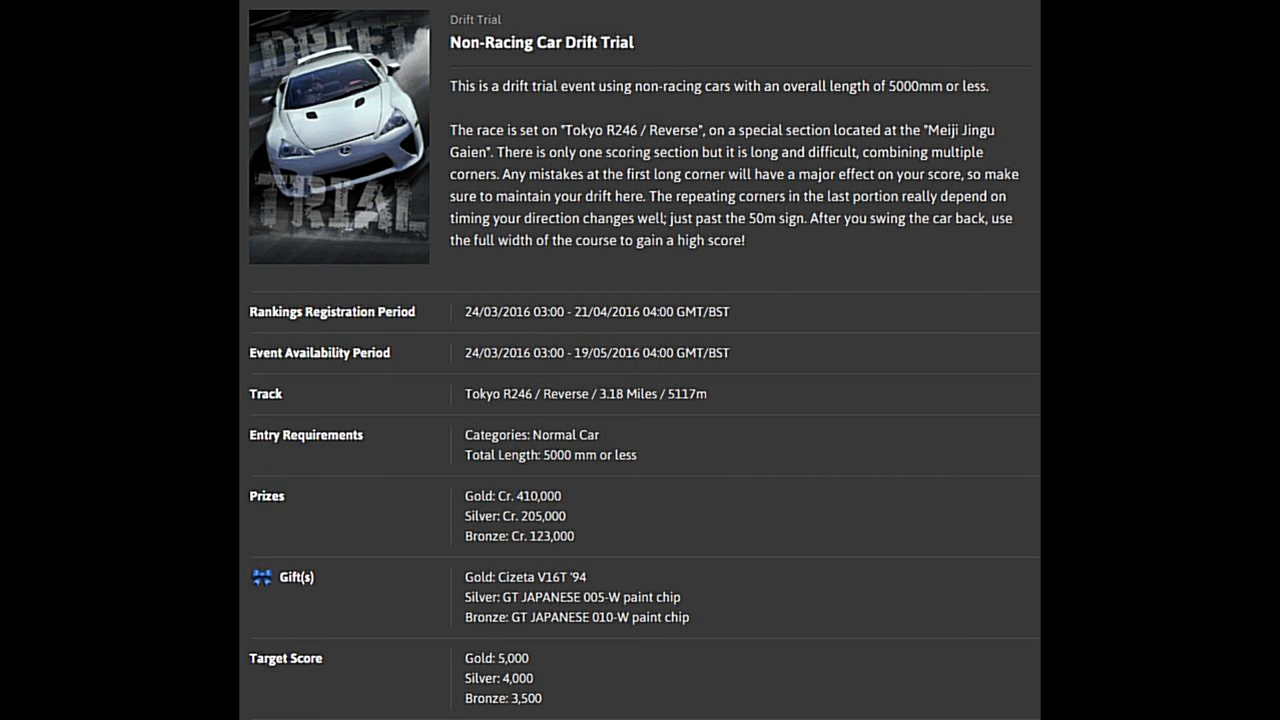 DRIFT
TRIAL
Drift Trial
Non-Racing Car Drift Trial
This is a drift trial event using non-racing cars with an overall length of 5000mm or less.
The race is set on "Tokyo R246 / Reverse", on a special section located at the "Meiji Jingu
Gaien". There is only one scoring section but it is long and difficult, combining multiple
corners. Any mistakes at the first long corner will have a major effect on your score, so make
sure to maintain your drift here. The repeating corners in the last portion really depend on
timing your direction changes well; just past the 50m sign. After you swing the car back, use
the full width of the course to gain a high score!
Rankings Registration Period 24/03/2016 03:00 - 21/04/2016 04:00 GMT/BST
Event Availability Period 24/03/2016 03:00 - 19/05/2016 04:00 GMT/BST
Track Tokyo R246 / Reverse / 3.18 Miles / 5117m
Entry Requirements Categories: Normal Car
Total Length: 5000 mm or less
Prizes Gold: Cr. 410,000
Silver: Cr. 205,000
Bronze: Cr. 123,000
Gift(s) Gold: Cizeta V16T '94
Silver: GT JAPANESE 005-W paint chip
Bronze: GT JAPANESE 010-W paint chip
Target Score Gold: 5,000
Silver: 4,000
Bronze: 3,500